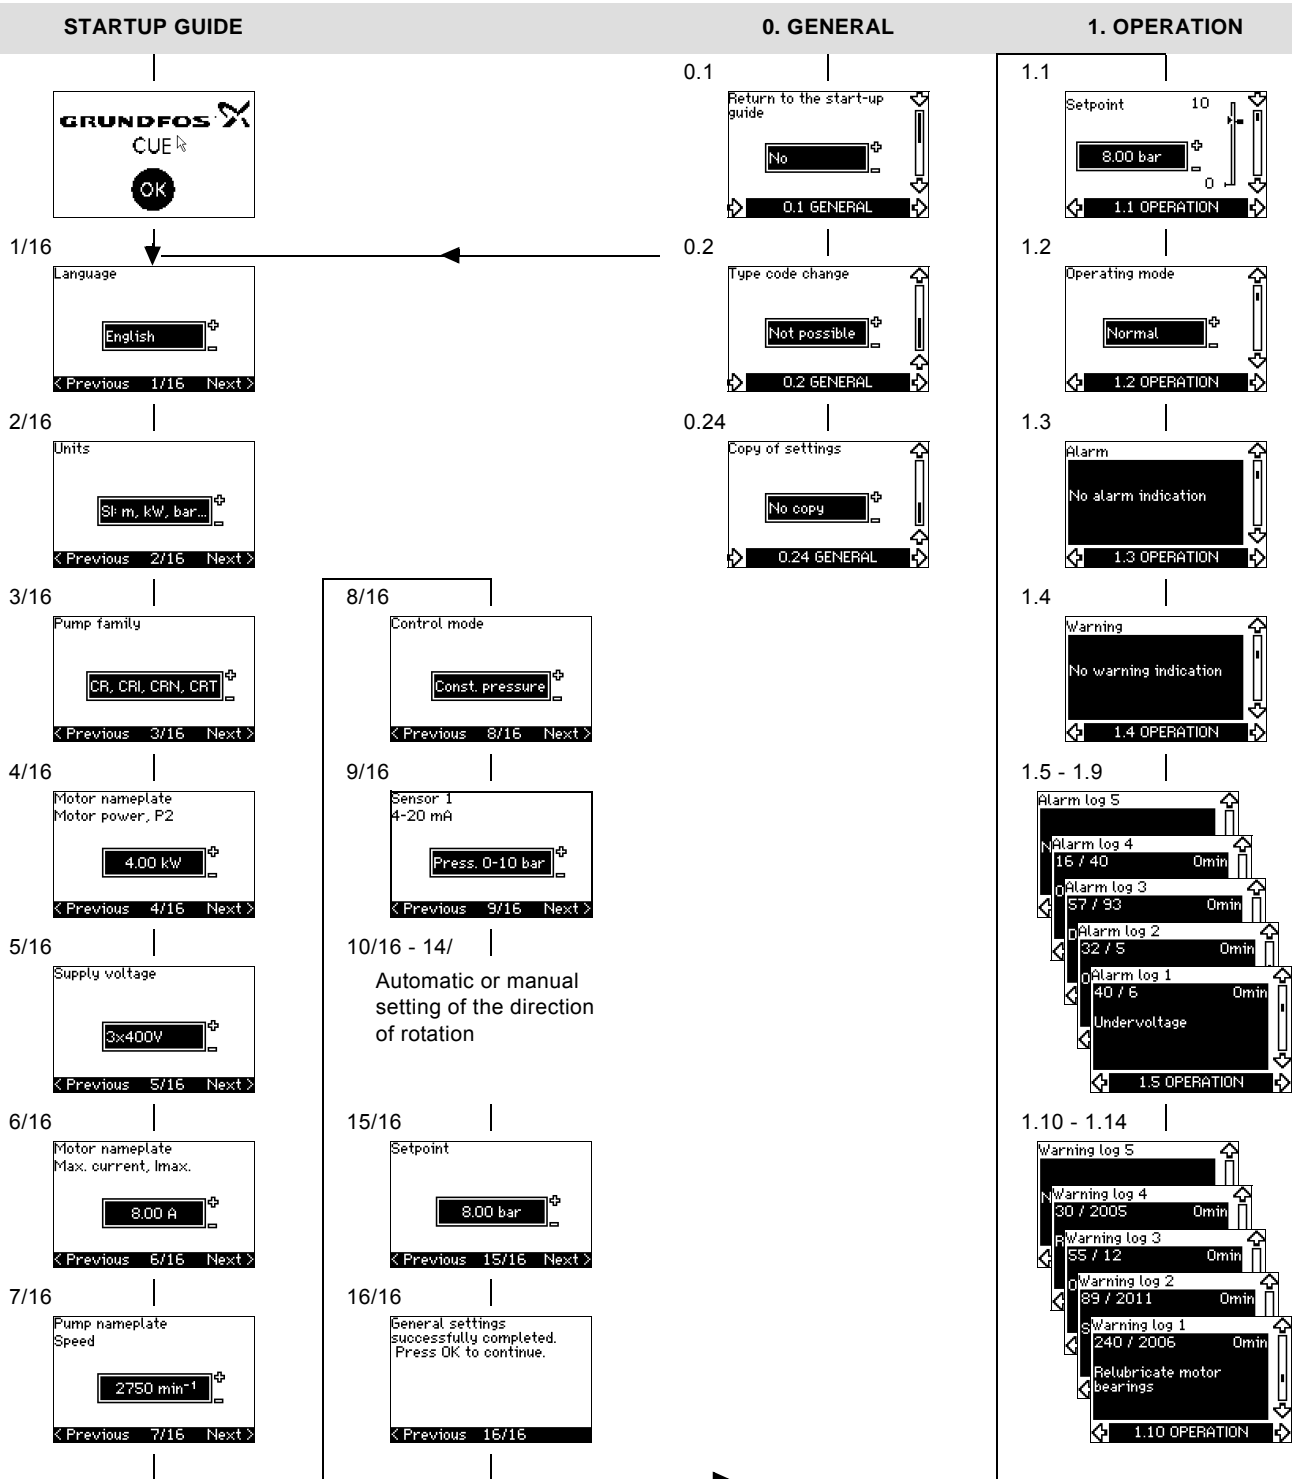 STARTUP GUIDE
0. GENERAL
1. OPERATION
GRUNDFOS
CUE
OK
1/16
Language
English
< Previous 1/16 Next >
2/16
Units
SI: m, kW, bar...
< Previous 2/16 Next >
3/16
Pump family
CR, CRI, CRN, CRT
< Previous 3/16 Next >
4/16
Motor nameplate
Motor power, P2
4.00 kW
< Previous 4/16 Next >
5/16
Supply voltage
3x400V
< Previous 5/16 Next >
6/16
Motor nameplate
Max. current, Imax.
8.00 A
< Previous 6/16 Next >
7/16
Pump nameplate
Speed
2750 min-1
< Previous 7/16 Next >
8/16
Control mode
Const. pressure
< Previous 8/16 Next >
9/16
Sensor 1
4-20 mA
Press. 0-10 bar
< Previous 9/16 Next >
10/16 - 14/
Automatic or manual
setting of the direction
of rotation
15/16
Setpoint
8.00 bar
< Previous 15/16 Next >
16/16
General settings
successfully completed.
Press OK to continue.
< Previous 16/16
0.1
Return to the start-up
guide
No
0.1 GENERAL
0.2
Type code change
Not possible
0.2 GENERAL
0.24
Copy of settings
No copy
0.24 GENERAL
1.1
Setpoint 10
8.00 bar
0
1.1 OPERATION
1.2
Operating mode
Normal
1.2 OPERATION
1.3
Alarm
No alarm indication
1.3 OPERATION
1.4
Warning
No warning indication
1.4 OPERATION
1.5 - 1.9
Alarm log 5
N
Alarm log 4
16 / 40 0min
O
Alarm log 3
57 / 93 0min
D
Alarm log 2
32 / 5 0min
O
Alarm log 1
40 / 6 0min
Undervoltage
1.5 OPERATION
1.10 - 1.14
Warning log 5
N
Warning log 4
30 / 2005 0min
R
Warning log 3
55 / 12 0min
O
Warning log 2
89 / 2011 0min
S
Warning log 1
240 / 2006 0min
Relubricate motor
bearings
1.10 OPERATION